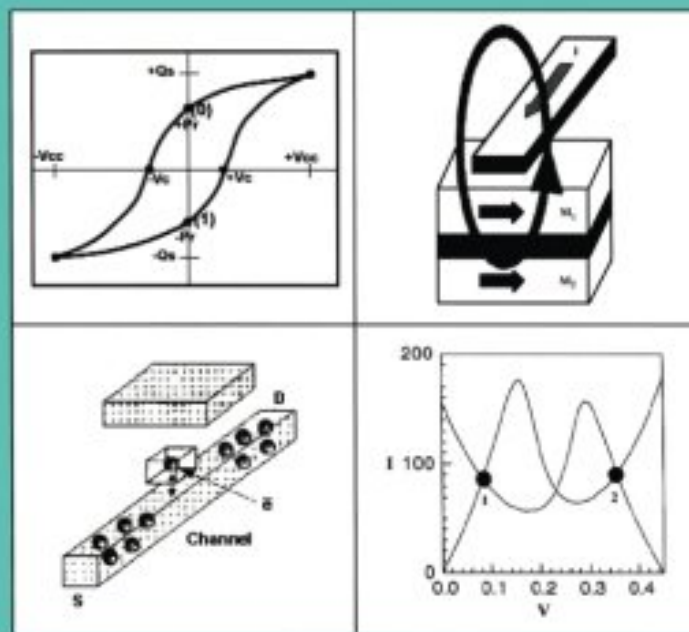 +Qs
(0)
+Pr
-Vcc
+Vcc
-Vc
+Vc
(1)
-Pr
-Qs
I
M₁
M₂
D
ē
Channel
S
200
I
100
1
2
0
0.0 0.1 0.2 0.3 0.4
V